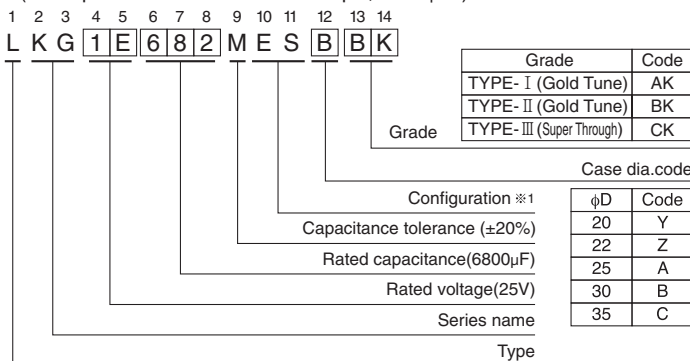 1 2 3 4 5 6 7 8 9 10 11 12 13 14
L K G 1 E 6 8 2 M E S B B K
Grade Code
TYPE-Ⅰ (Gold Tune) AK
TYPE-Ⅱ (Gold Tune) BK
TYPE-Ⅲ (Super Through) CK
Grade
Case dia.code
Configuration ※1
Capacitance tolerance (±20%)
Rated capacitance(6800μF)
Rated voltage(25V)
Series name
Type
ϕD Code
20 Y
22 Z
25 A
30 B
35 C